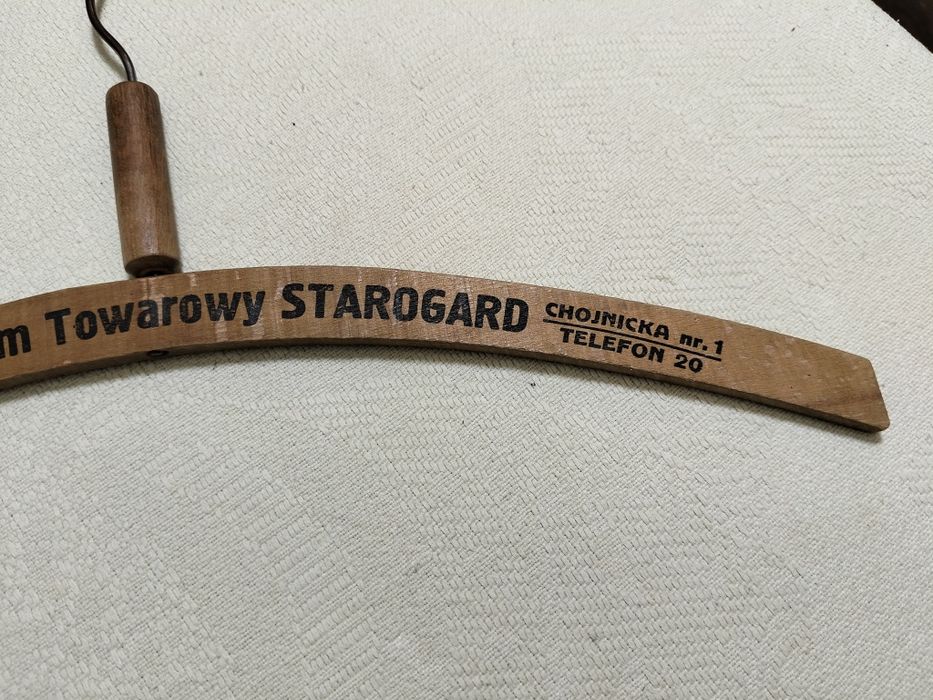 m Towarowy STAROGARD
CHOJNICKA nr. 1
TELEFON 20